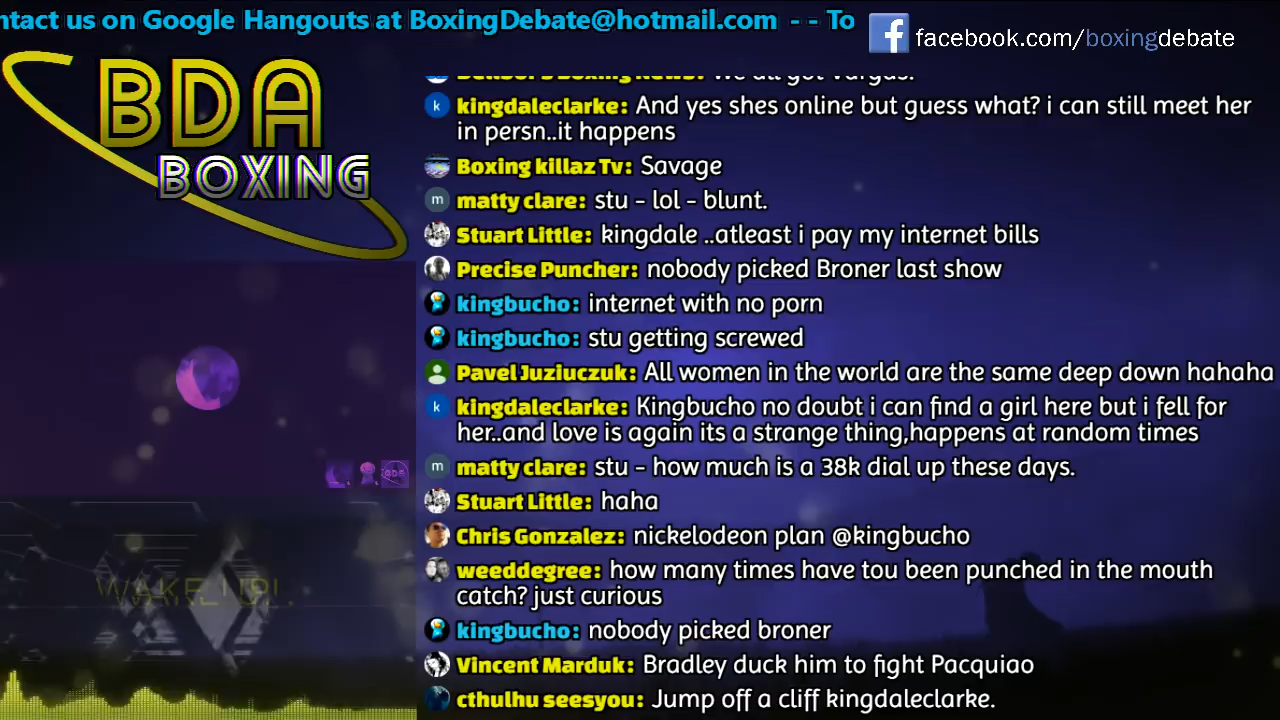 ntact us on Google Hangouts at BoxingDebate@hotmail.com - - To
facebook.com/boxingdebate
BDA
BOXING
WAKE UP!
We all got Vargas.
kingdaleclarke: And yes shes online but guess what? i can still meet her
in persn..it happens
Boxing killaz Tv: Savage
matty clare: stu - lol - blunt.
Stuart Little: kingdale ..atleast i pay my internet bills
Precise Puncher: nobody picked Broner last show
kingbucho: internet with no porn
kingbucho: stu getting screwed
Pavel Juziuczuk: All women in the world are the same deep down hahaha
kingdaleclarke: Kingbucho no doubt i can find a girl here but i fell for
her..and love is again its a strange thing,happens at random times
matty clare: stu - how much is a 38k dial up these days.
Stuart Little: haha
Chris Gonzalez: nickelodeon plan @kingbucho
weeddegree: how many times have tou been punched in the mouth
catch? just curious
kingbucho: nobody picked broner
Vincent Marduk: Bradley duck him to fight Pacquiao
cthulhu seesyou: Jump off a cliff kingdaleclarke.